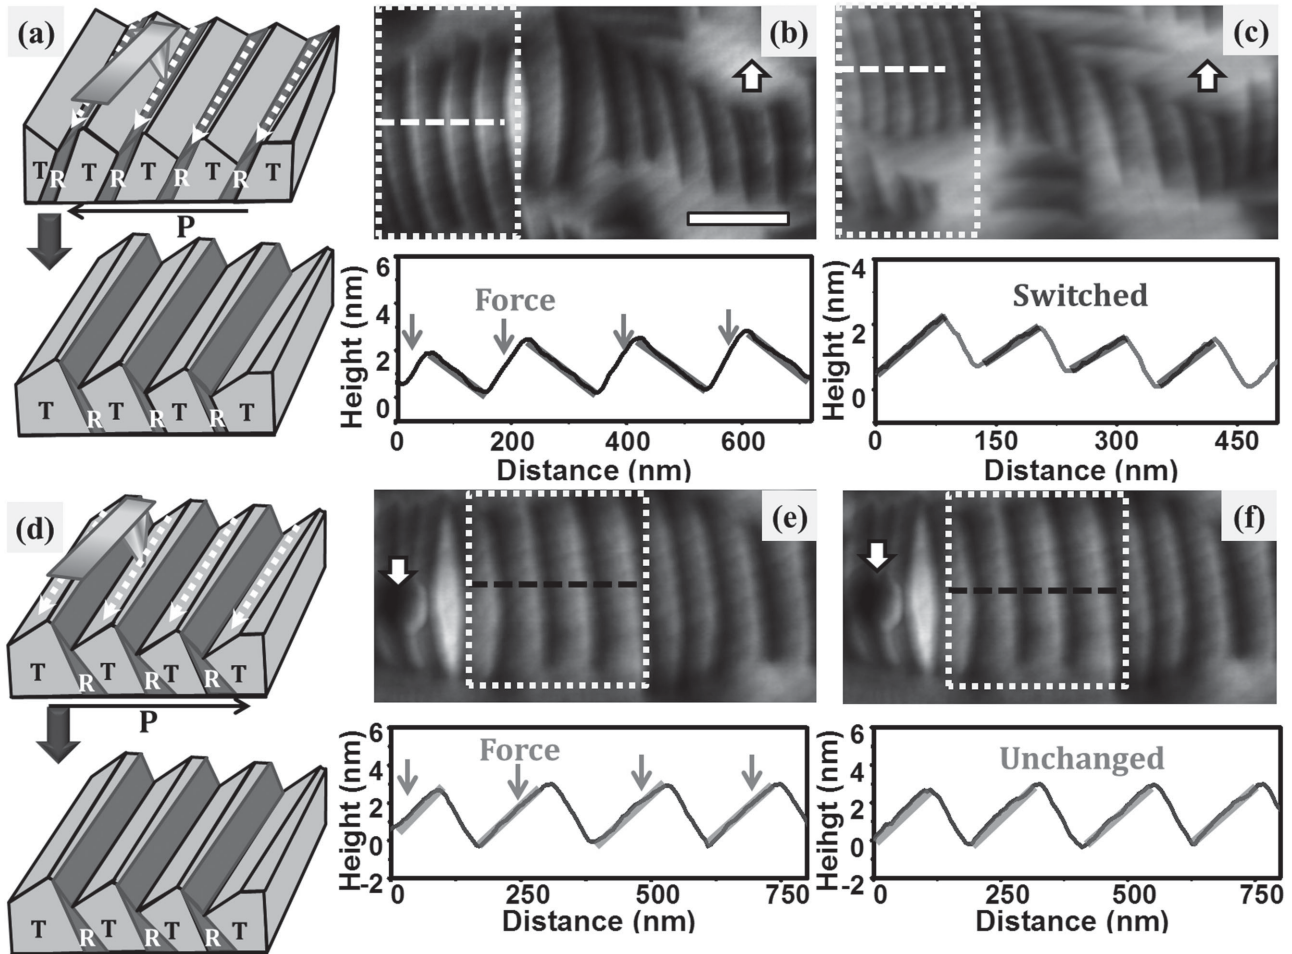 (a)
T R T R T R T R T
P
T R T R T R T
(b)
(c)
Height (nm)
6
4
2
0
Force
0 200 400 600
Distance (nm)
Height (nm)
4
2
0
Switched
0 150 300 450
Distance (nm)
(d)
T R T R T R T
P
T R T R T R T
(e)
(f)
Height (nm)
6
4
2
0
-2
Force
0 250 500 750
Distance (nm)
Heihgt (nm)
6
4
2
0
-2
Unchanged
0 250 500 750
Distance (nm)